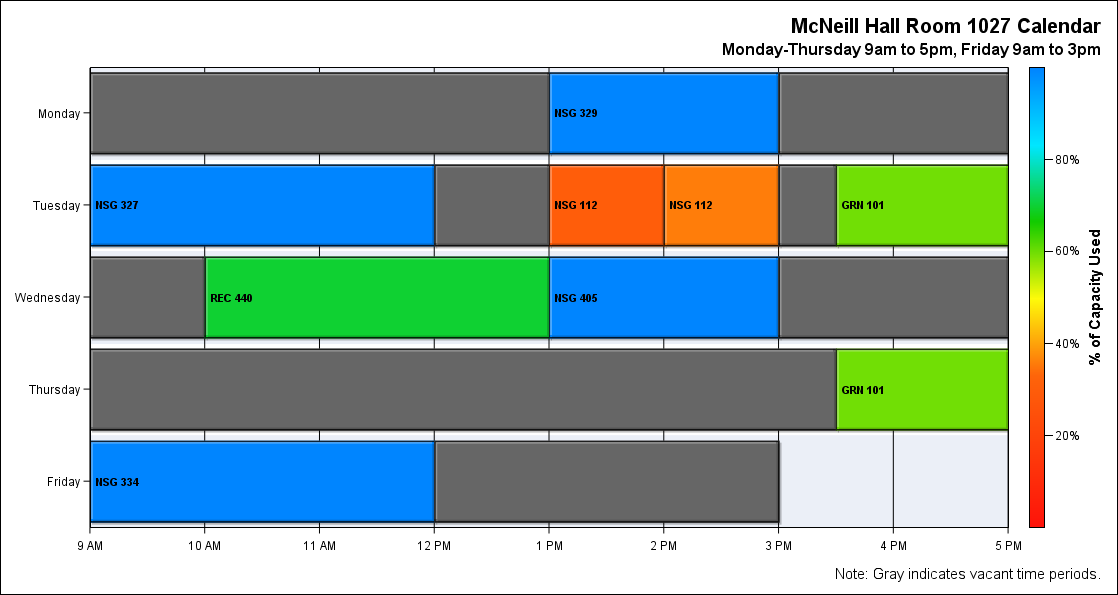 McNeill Hall Room 1027 Calendar
Monday-Thursday 9am to 5pm, Friday 9am to 3pm
Monday
NSG 329
Tuesday
NSG 327
NSG 112
NSG 112
GRN 101
Wednesday
REC 440
NSG 405
Thursday
GRN 101
Friday
NSG 334
9 AM
10 AM
11 AM
12 PM
1 PM
2 PM
3 PM
4 PM
5 PM
80%
60%
40%
20%
% of Capacity Used
Note: Gray indicates vacant time periods.